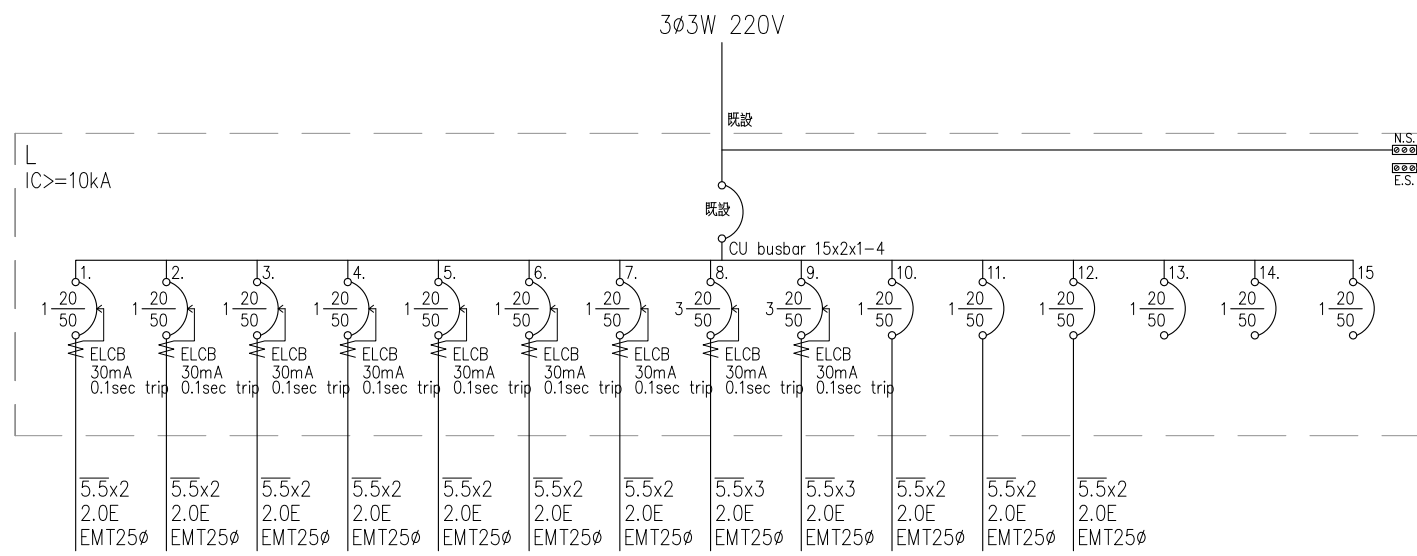 3ø3W 220V
既設
N.S.
L
IC>=10kA
E.S.
既設
CU busbar 15x2x1-4
1. 2. 3. 4. 5. 6. 7. 8. 9. 10. 11. 12. 13. 14. 15
20 20 20 20 20 20 20 20 20 20 20 20 20 20 20
1 1 1 1 1 1 1 3 3 1 1 1 1 1 1
50 50 50 50 50 50 50 50 50 50 50 50 50 50 50
ELCB ELCB ELCB ELCB ELCB ELCB ELCB ELCB ELCB
30mA 30mA 30mA 30mA 30mA 30mA 30mA 30mA 30mA
0.1sec trip 0.1sec trip 0.1sec trip 0.1sec trip 0.1sec trip 0.1sec trip 0.1sec trip 0.1sec trip 0.1sec trip
5.5x2 5.5x2 5.5x2 5.5x2 5.5x2 5.5x2 5.5x2 5.5x3 5.5x3 5.5x2 5.5x2 5.5x2
2.0E 2.0E 2.0E 2.0E 2.0E 2.0E 2.0E 2.0E 2.0E 2.0E 2.0E 2.0E
EMT25ø EMT25ø EMT25ø EMT25ø EMT25ø EMT25ø EMT25ø EMT25ø EMT25ø EMT25ø EMT25ø EMT25ø